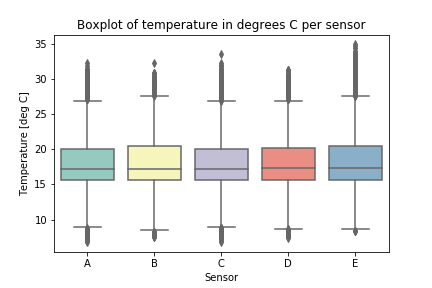 Boxplot of temperature in degrees C per sensor
Temperature [deg C]
35
30
25
20
15
10
A B C D E
Sensor